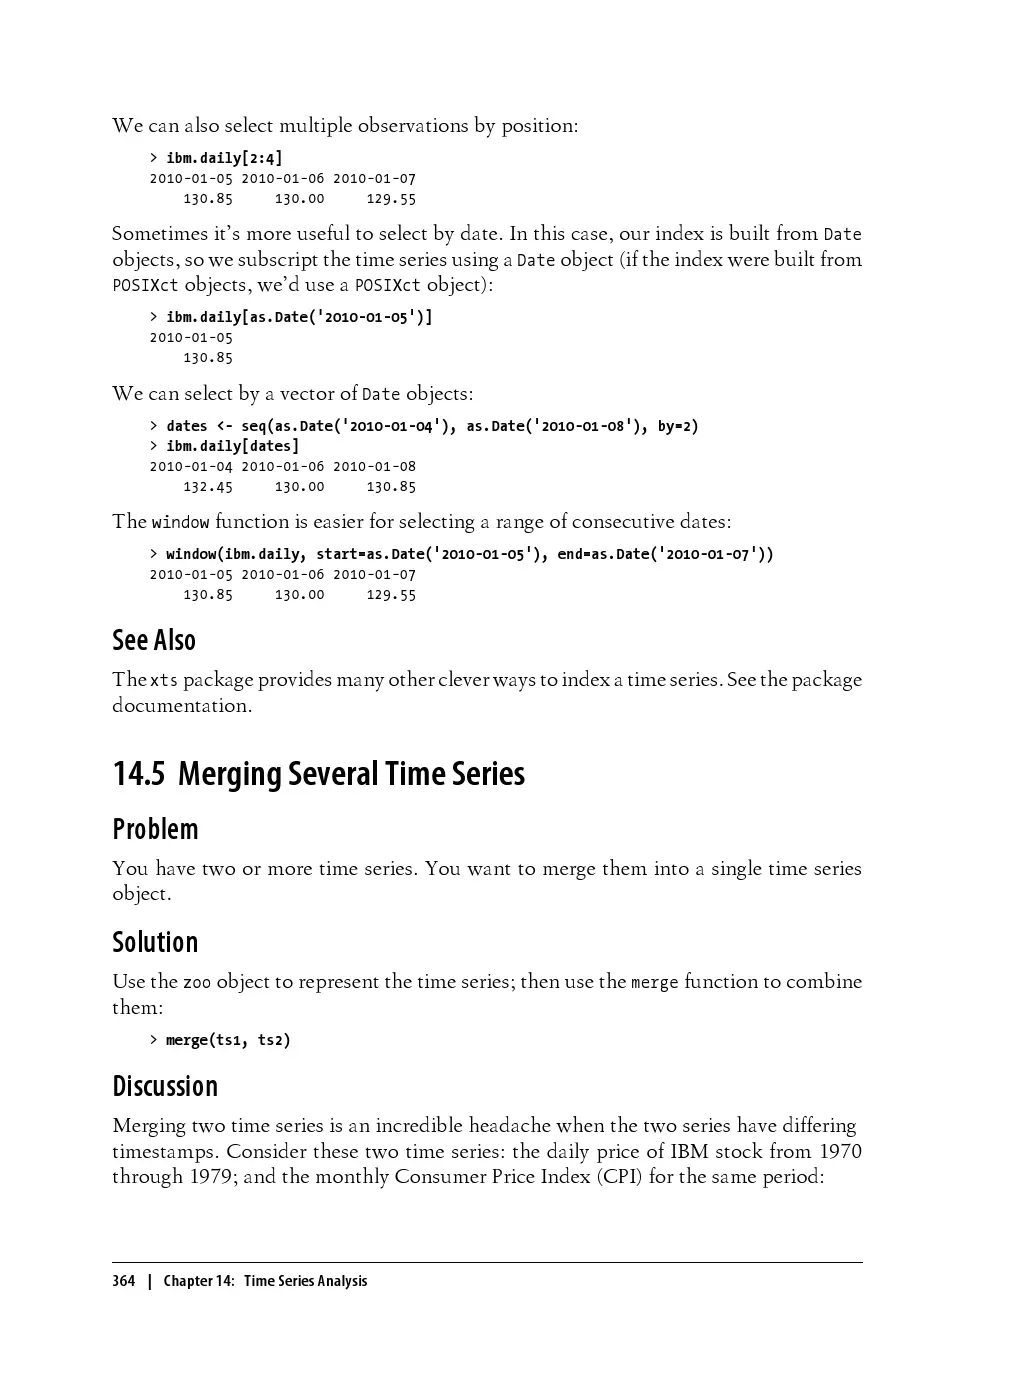 We can also select multiple observations by position:
> ibm.daily[2:4]
2010-01-05 2010-01-06 2010-01-07
    130.85     130.00     129.55
Sometimes it's more useful to select by date. In this case, our index is built from Date
objects, so we subscript the time series using a Date object (if the index were built from
POSIXct objects, we'd use a POSIXct object):
> ibm.daily[as.Date('2010-01-05')]
2010-01-05
    130.85
We can select by a vector of Date objects:
> dates <- seq(as.Date('2010-01-04'), as.Date('2010-01-08'), by=2)
> ibm.daily[dates]
2010-01-04 2010-01-06 2010-01-08
    132.45     130.00     130.85
The window function is easier for selecting a range of consecutive dates:
> window(ibm.daily, start=as.Date('2010-01-05'), end=as.Date('2010-01-07'))
2010-01-05 2010-01-06 2010-01-07
    130.85     130.00     129.55
See Also
The xts package provides many other clever ways to index a time series. See the package
documentation.
14.5 Merging Several Time Series
Problem
You have two or more time series. You want to merge them into a single time series
object.
Solution
Use the zoo object to represent the time series; then use the merge function to combine
them:
> merge(ts1, ts2)
Discussion
Merging two time series is an incredible headache when the two series have differing
timestamps. Consider these two time series: the daily price of IBM stock from 1970
through 1979; and the monthly Consumer Price Index (CPI) for the same period:
364 | Chapter 14: Time Series Analysis